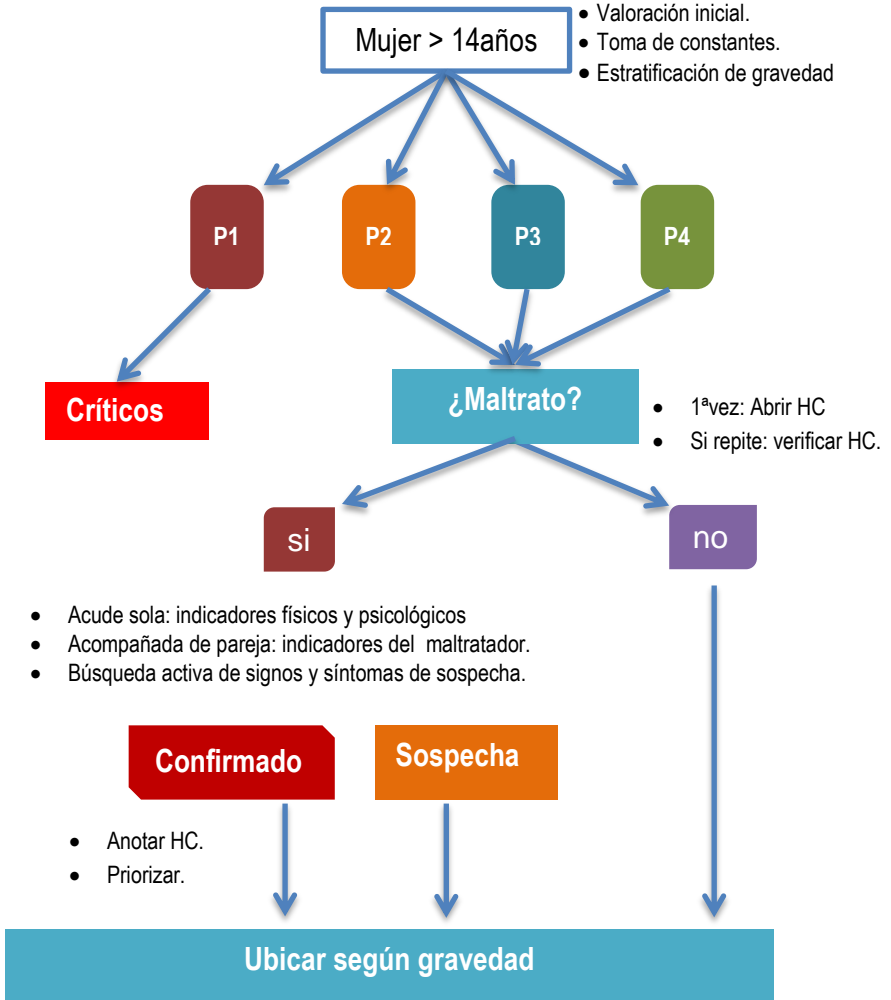 Mujer > 14años
• Valoración inicial.
• Toma de constantes.
• Estratificación de gravedad
P1
P2
P3
P4
Críticos
¿Maltrato?
• 1ªvez: Abrir HC
• Si repite: verificar HC.
si
no
• Acude sola: indicadores físicos y psicológicos
• Acompañada de pareja: indicadores del maltratador.
• Búsqueda activa de signos y síntomas de sospecha.
Confirmado
Sospecha
• Anotar HC.
• Priorizar.
Ubicar según gravedad